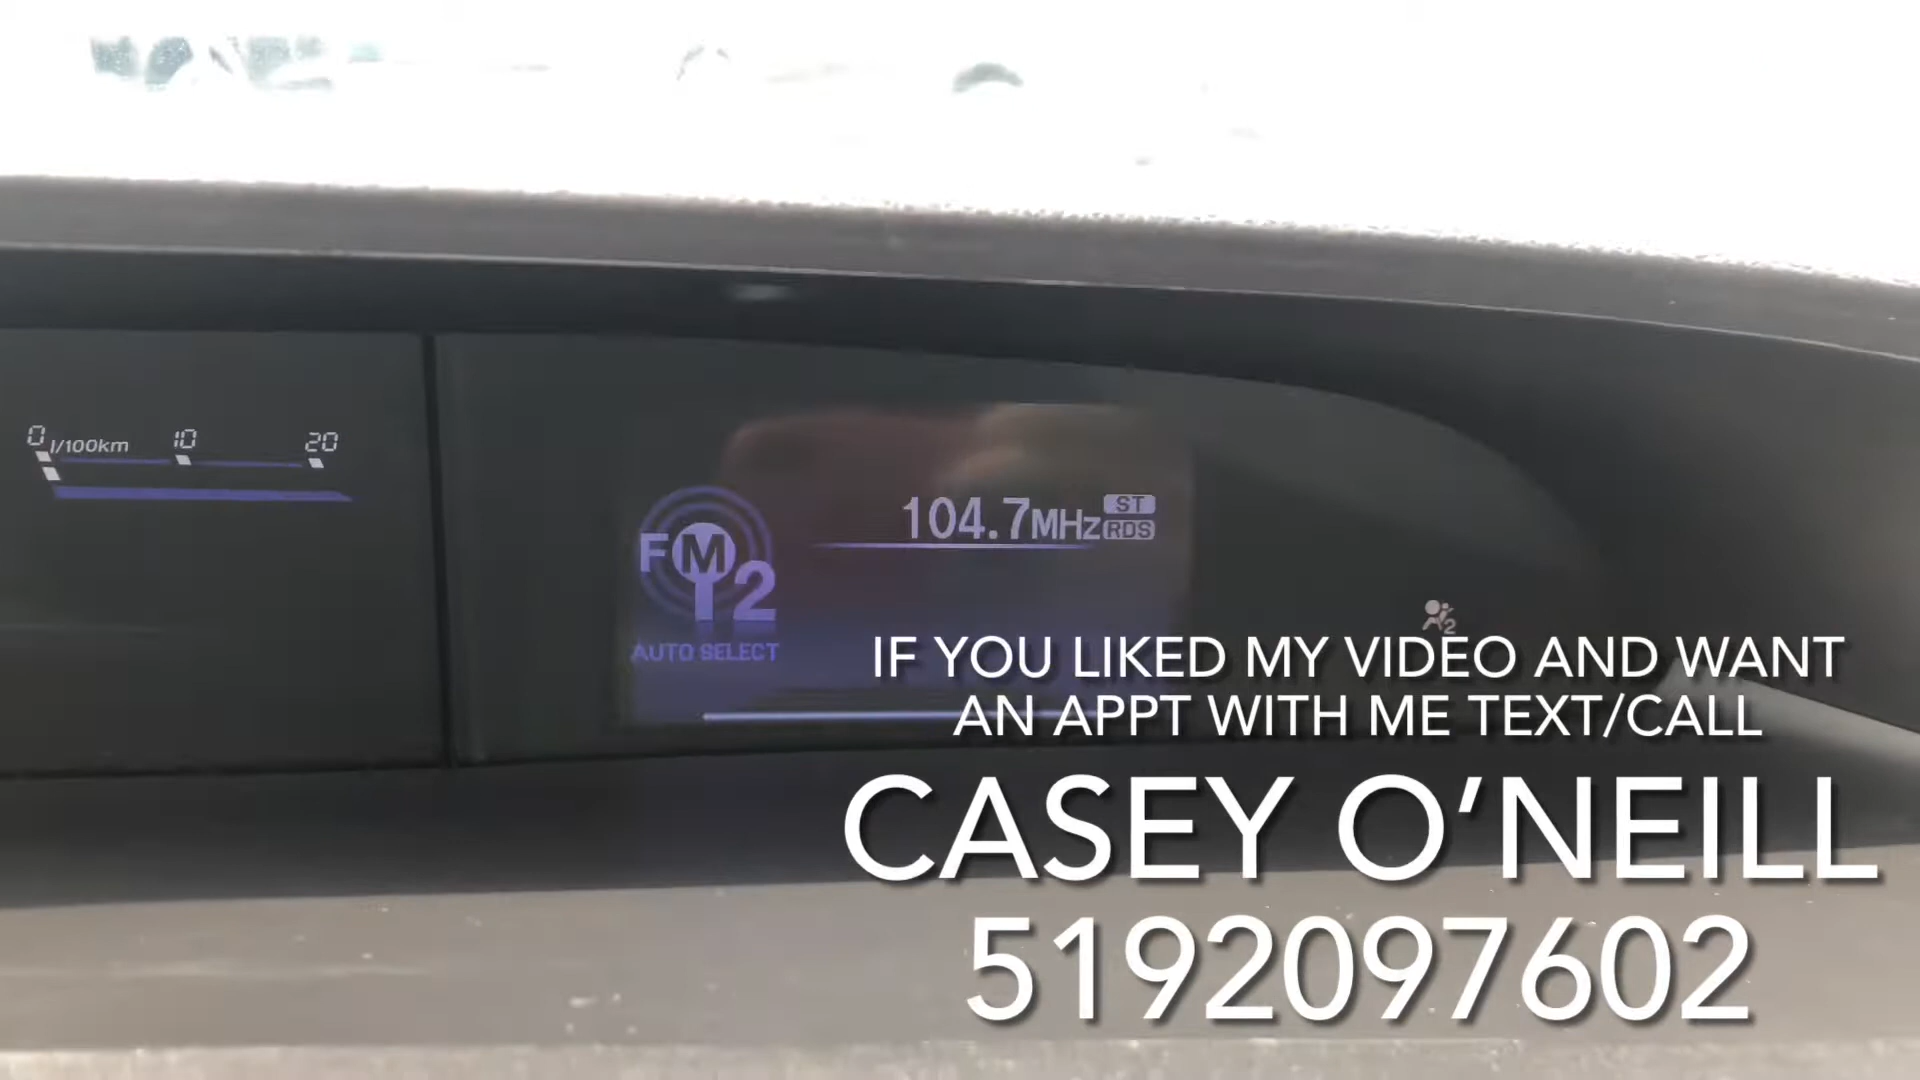 0 l/100km 10 20
104.7MHz ST
RDS
FM 2
AUTO SELECT
2
IF YOU LIKED MY VIDEO AND WANT
AN APPT WITH ME TEXT/CALL
CASEY O'NEILL
5192097602